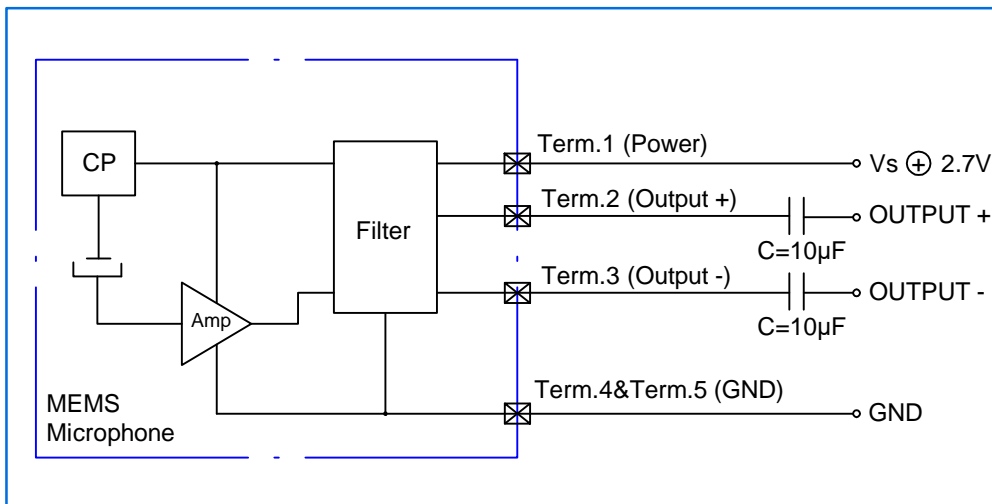 CP
Filter
Amp
MEMS
Microphone
Term.1 (Power)
Vs ⊕ 2.7V
Term.2 (Output +)
C=10µF
OUTPUT +
Term.3 (Output -)
C=10µF
OUTPUT -
Term.4&Term.5 (GND)
GND